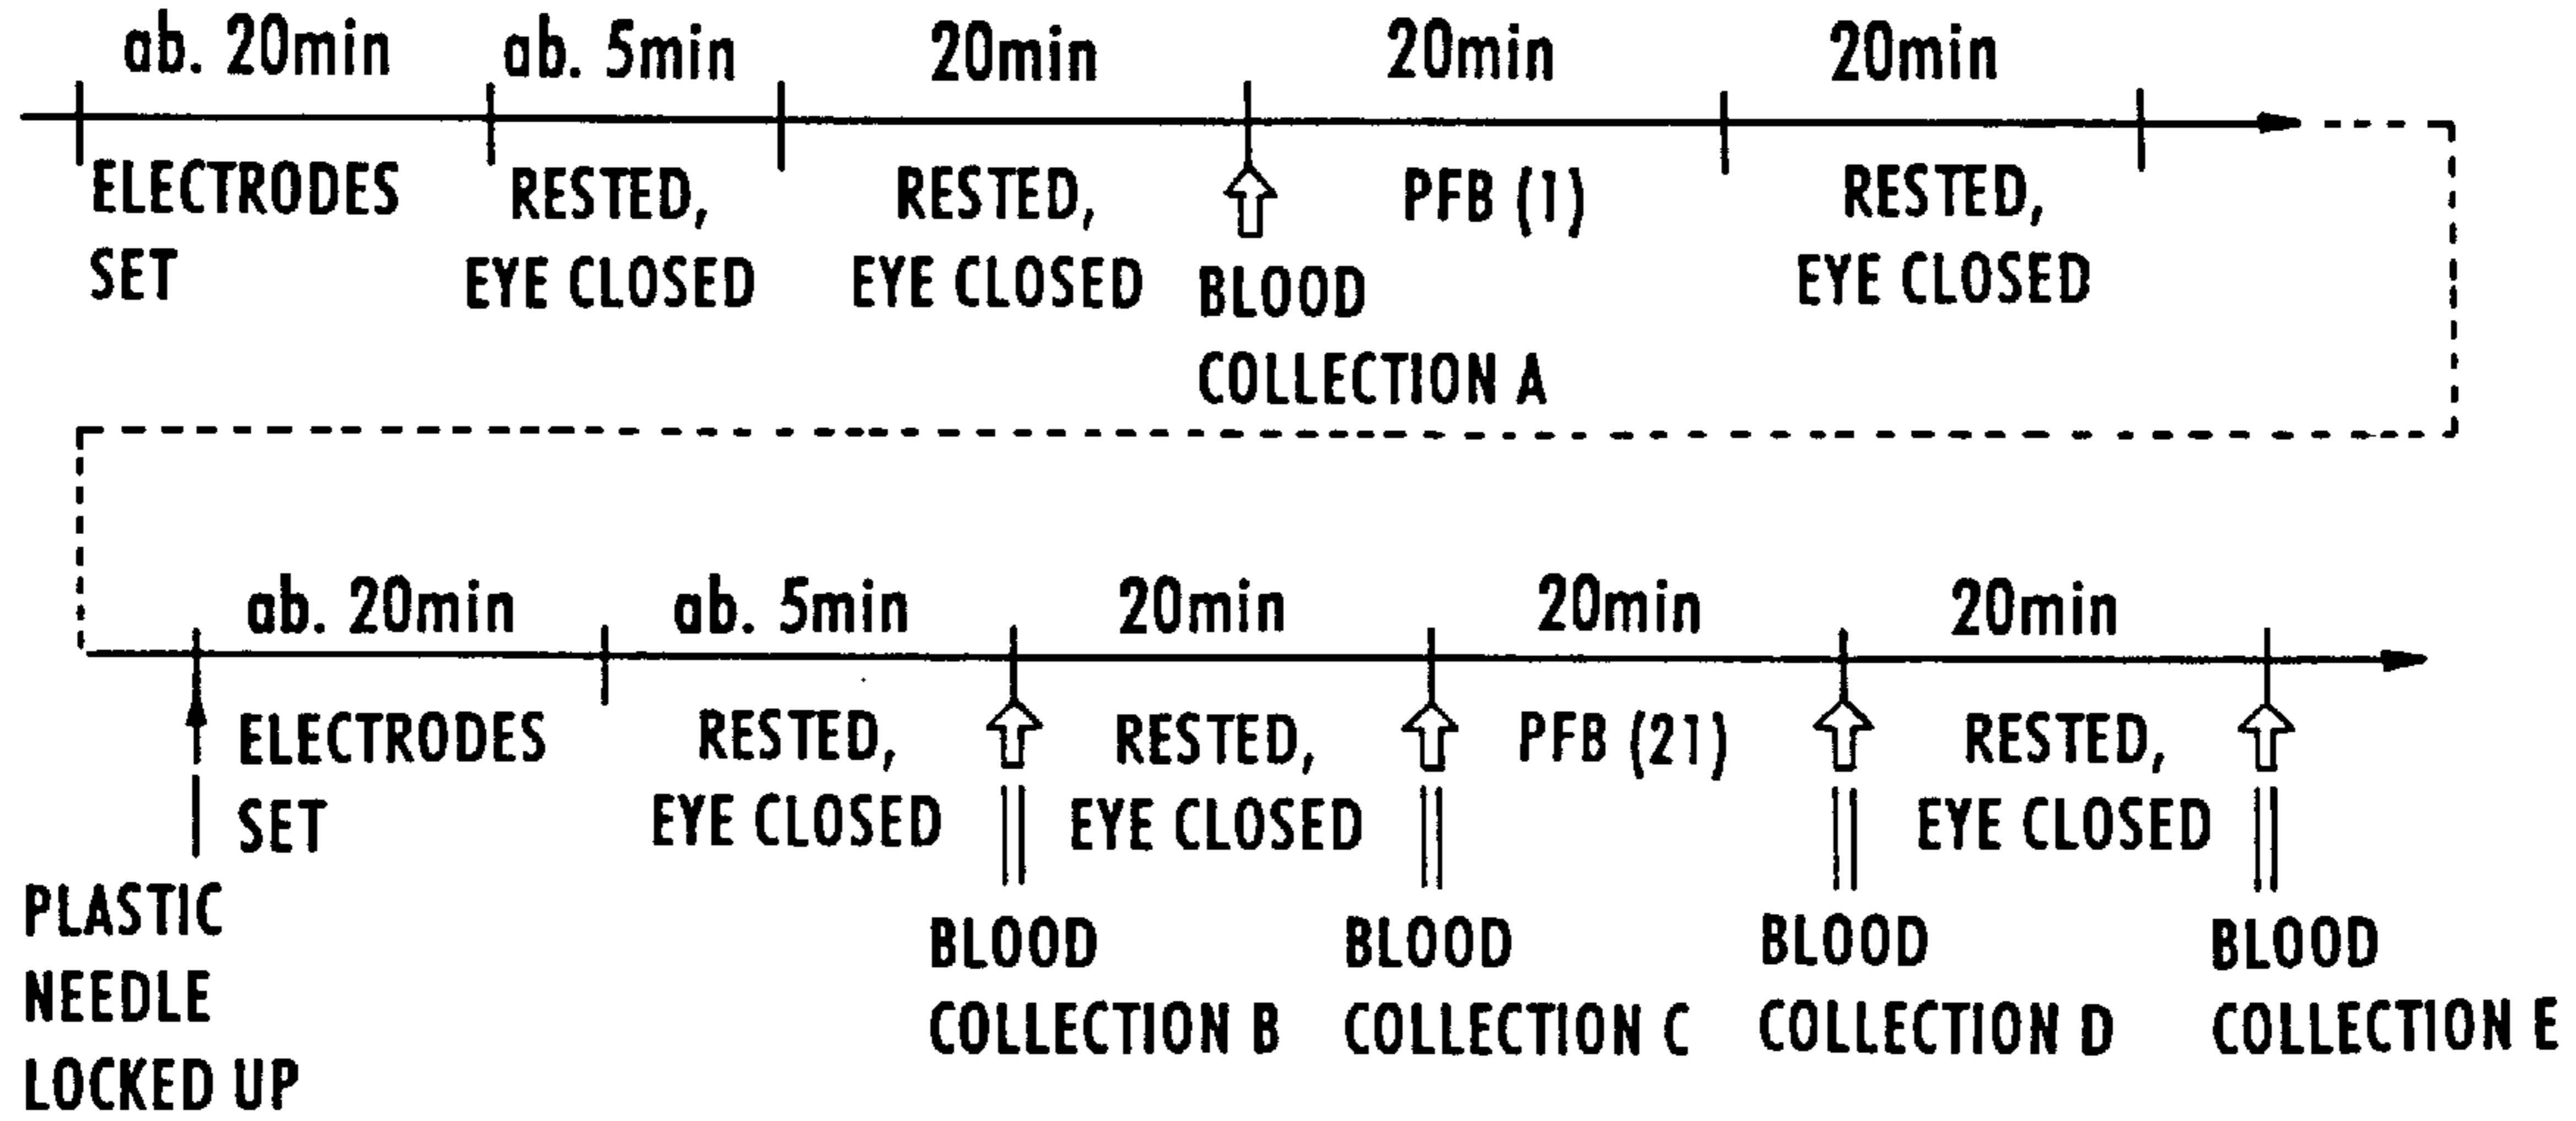 ab. 20min ab. 5min 20min 20min 20min
ELECTRODES
SET
RESTED,
EYE CLOSED
RESTED,
EYE CLOSED
BLOOD
COLLECTION A
PFB (1)
RESTED,
EYE CLOSED
ab. 20min ab. 5min 20min 20min 20min
PLASTIC
NEEDLE
LOCKED UP
ELECTRODES
SET
RESTED,
EYE CLOSED
BLOOD
COLLECTION B
RESTED,
EYE CLOSED
BLOOD
COLLECTION C
PFB (21)
BLOOD
COLLECTION D
RESTED,
EYE CLOSED
BLOOD
COLLECTION E